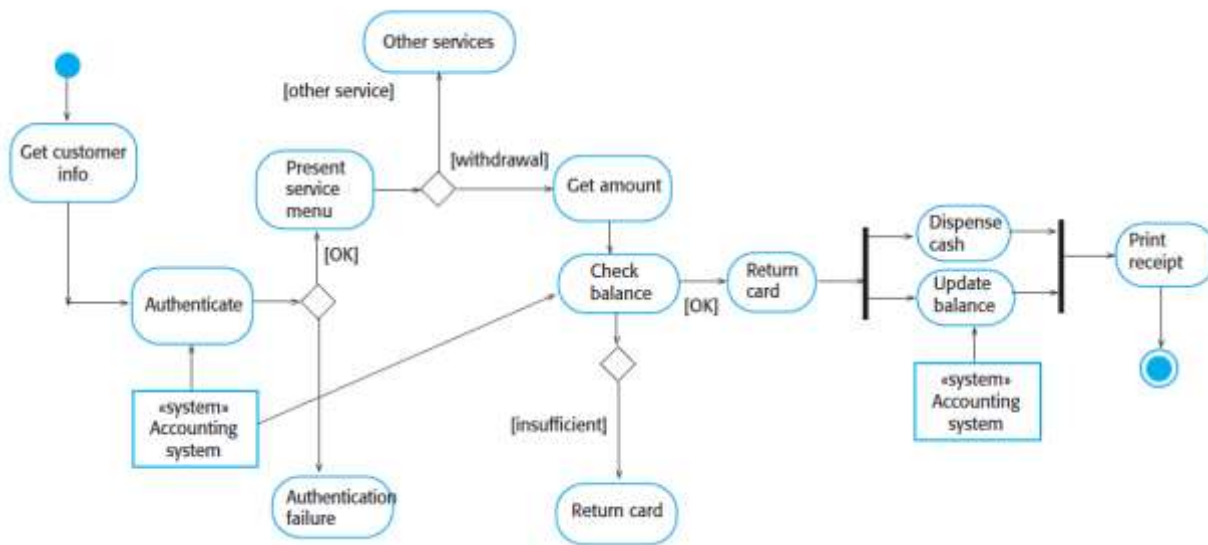 Other services
[other service]
Get customer
info
Present
service
menu
[withdrawal]
Get amount
[OK]
Authenticate
Check
balance
[OK]
Return
card
Dispense
cash
Update
balance
Print
receipt
«system»
Accounting
system
«system»
Accounting
system
[insufficient]
Authentication
failure
Return card